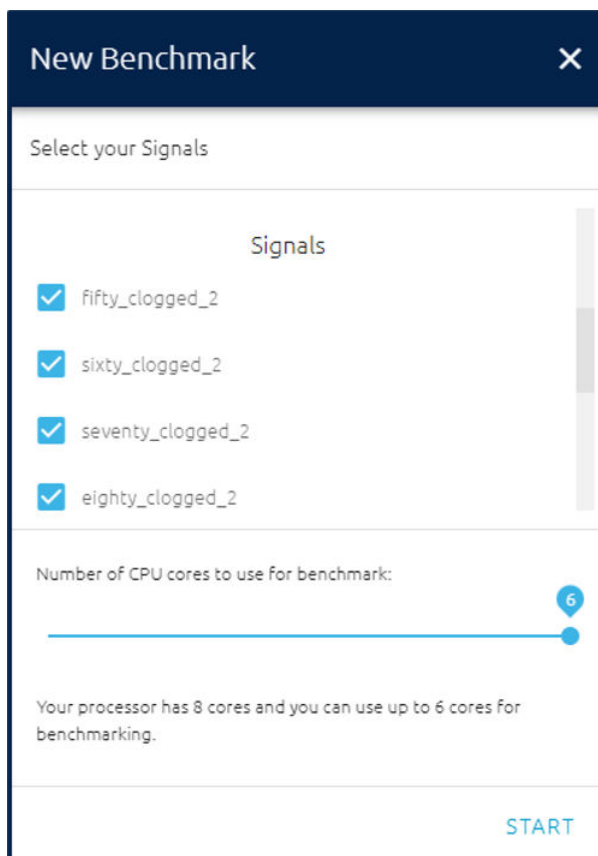 New Benchmark
Select your Signals
Signals
fifty_clogged_2
sixty_clogged_2
seventy_clogged_2
eighty_clogged_2
Number of CPU cores to use for benchmark:
6
Your processor has 8 cores and you can use up to 6 cores for
benchmarking.
START